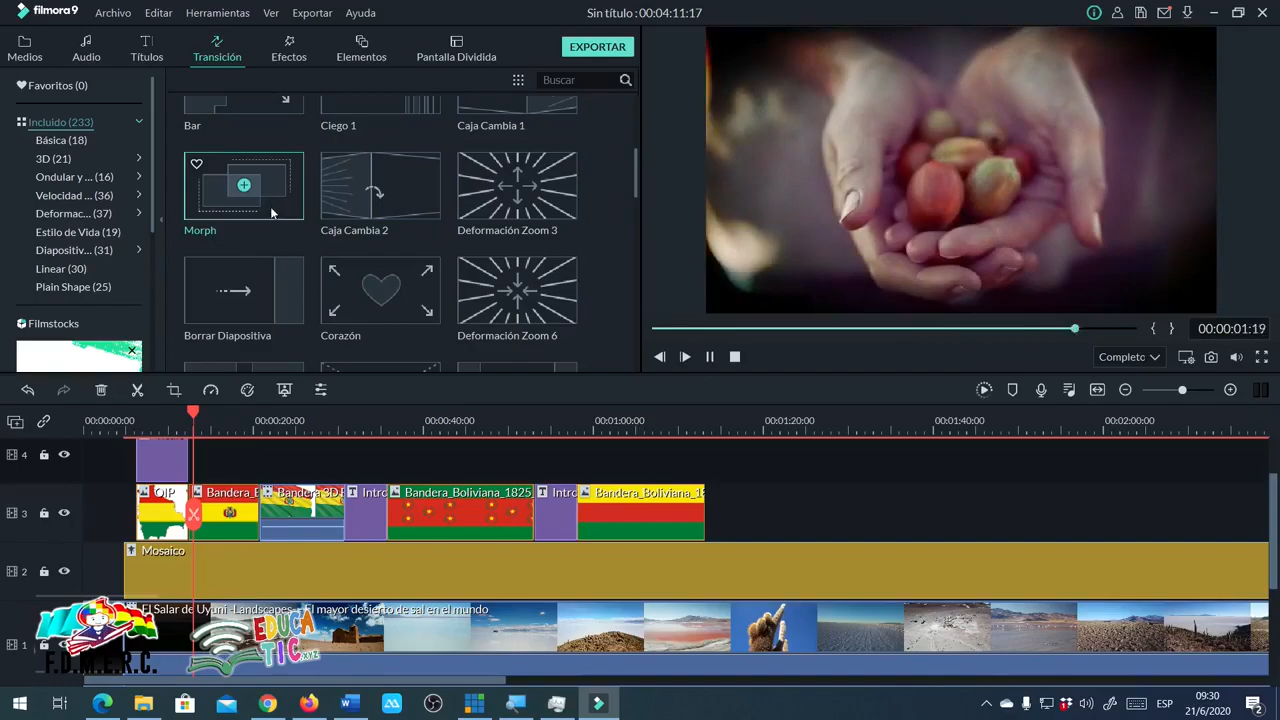 filmora9
Archivo Editar Herramientas Ver Exportar Ayuda
Sin título : 00:04:11:17
Medios Audio Títulos Transición Efectos Elementos Pantalla Dividida
EXPORTAR
Favoritos (0)
Buscar
Incluido (233)
Básica (18)
3D (21)
Ondular y ... (16)
Velocidad ... (36)
Deformac... (37)
Estilo de Vida (19)
Diapositiv... (31)
Linear (30)
Plain Shape (25)
Filmstocks
Bar Ciego 1 Caja Cambia 1
Morph Caja Cambia 2 Deformación Zoom 3
Borrar Diapositiva Corazón Deformación Zoom 6
00:00:01:19
Completo
00:00:00:00 00:00:20:00 00:00:40:00 00:01:00:00 00:01:20:00 00:01:40:00 00:02:00:00
4
3
OIP Bandera_B Bandera 3D Intro Bandera_Boliviana_1825 Intro Bandera_Boliviana_18
2
Mosaico
1
El Salar de Uyuni -Landscapes - El mayor desierto de sal en el mundo
F.D.M.E.R.C.
EDUCA
TIC.xyz
ESP
09:30
21/6/2020
2